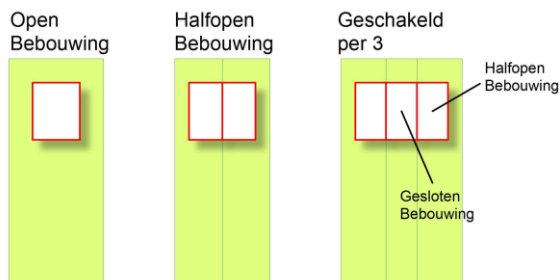 Open
Bebouwing
Halfopen
Bebouwing
Geschakeld
per 3
Halfopen
Bebouwing
Gesloten
Bebouwing